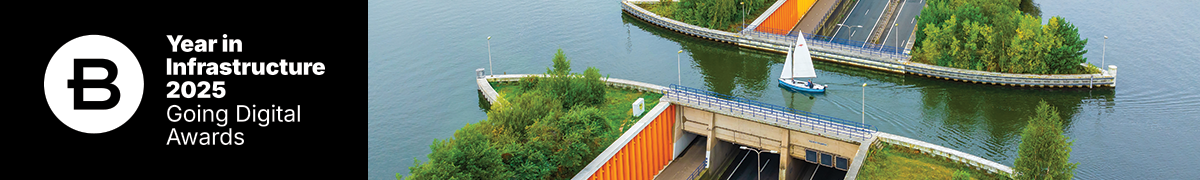 B
Year in
Infrastructure
2025
Going Digital
Awards